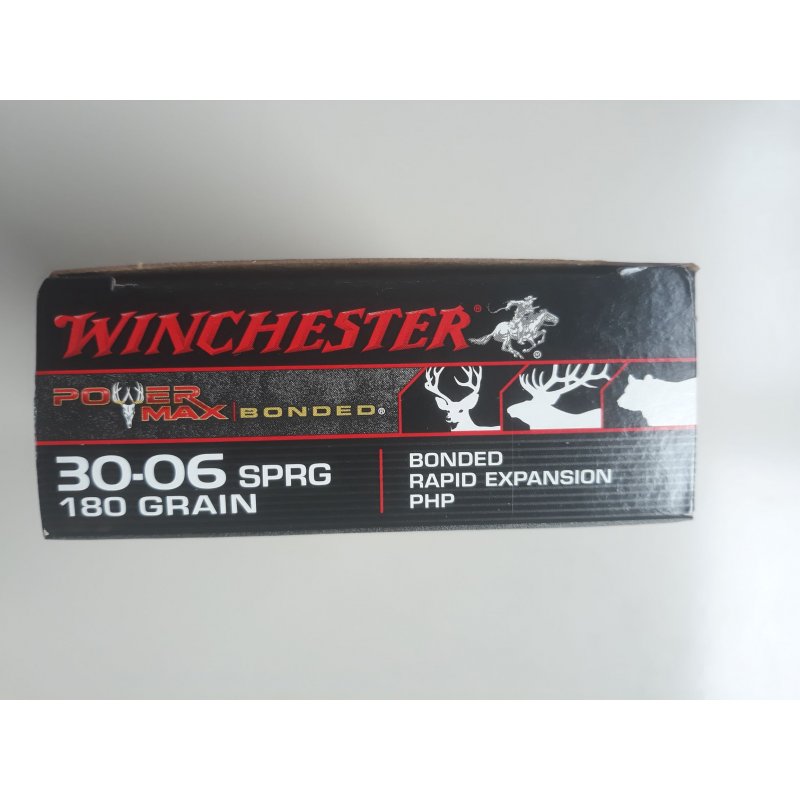 WINCHESTER®
POWER MAX | BONDED®
30-06 SPRG
180 GRAIN
BONDED
RAPID EXPANSION
PHP